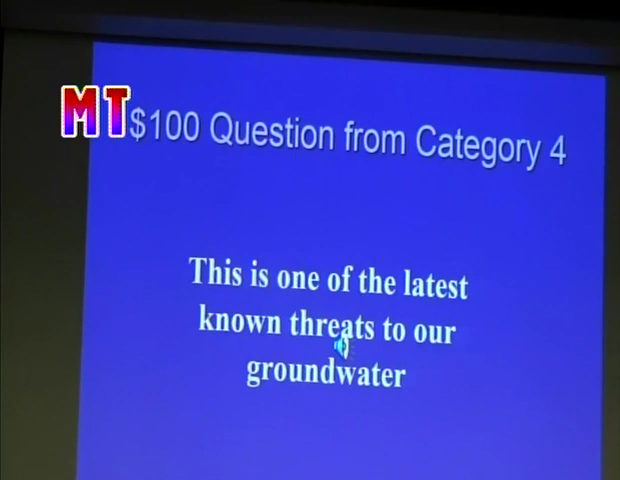 MT
$100 Question from Category 4
This is one of the latest
known threats to our
groundwater